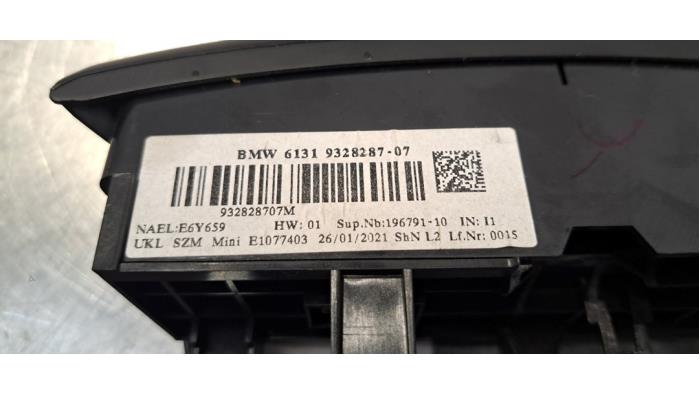 BMW 6131 9328287-07
932828707M
NAEL:E6Y659 HW: 01 Sup.Nb:196791-10 IN: I1
UKL SZM Mini E1077403 26/01/2021 ShN L2 Lf.Nr: 0015